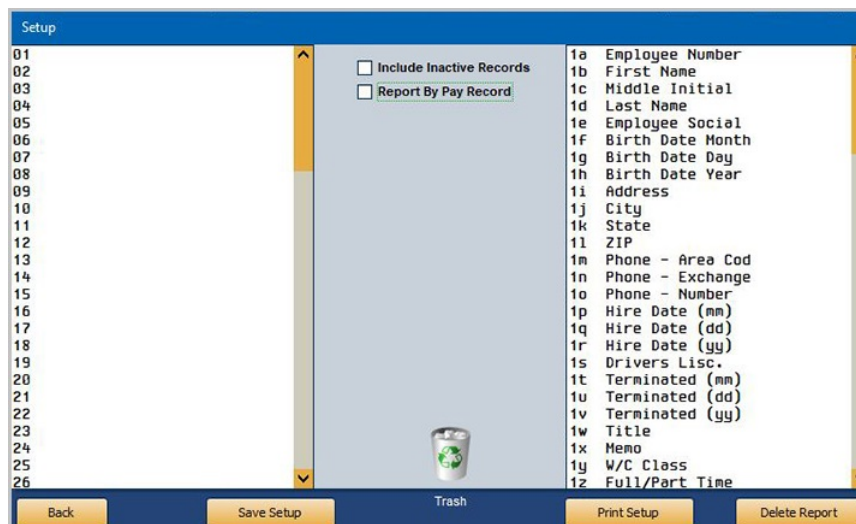 Setup
01
02
03
04
05
06
07
08
09
10
11
12
13
14
15
16
17
18
19
20
21
22
23
24
25
26
Include Inactive Records
Report By Pay Record
1a Employee Number
1b First Name
1c Middle Initial
1d Last Name
1e Employee Social
1f Birth Date Month
1g Birth Date Day
1h Birth Date Year
1i Address
1j City
1k State
1l ZIP
1m Phone - Area Cod
1n Phone - Exchange
1o Phone - Number
1p Hire Date (mm)
1q Hire Date (dd)
1r Hire Date (yy)
1s Drivers Lisc.
1t Terminated (mm)
1u Terminated (dd)
1v Terminated (yy)
1w Title
1x Memo
1y W/C Class
1z Full/Part Time
Trash
Back
Save Setup
Print Setup
Delete Report